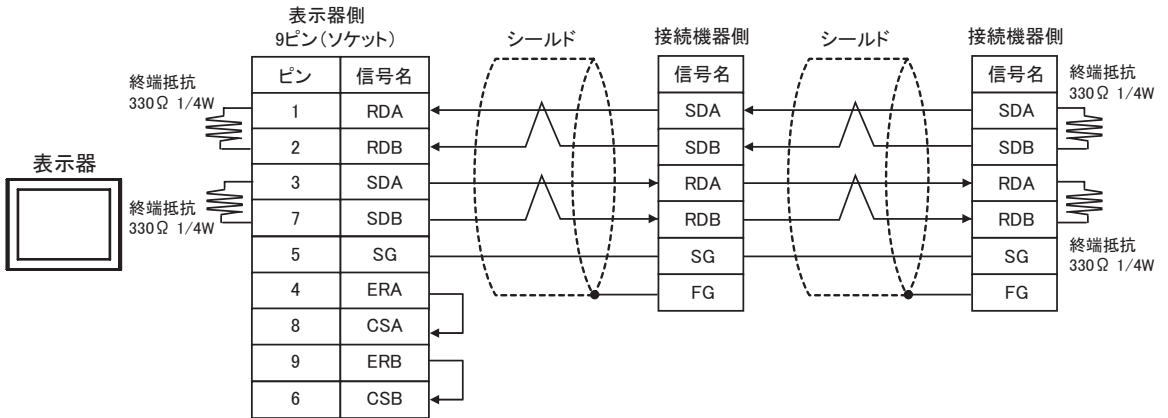 表示器側
9ピン(ソケット)
シールド
接続機器側
シールド
接続機器側
ピン 信号名
信号名
信号名
終端抵抗
330Ω 1/4W
終端抵抗
330Ω 1/4W
1 RDA
SDA
SDA
2 RDB
SDB
SDB
表示器
3 SDA
RDA
RDA
終端抵抗
330Ω 1/4W
7 SDB
RDB
RDB
5 SG
SG
SG
終端抵抗
330Ω 1/4W
4 ERA
FG
FG
8 CSA
9 ERB
6 CSB